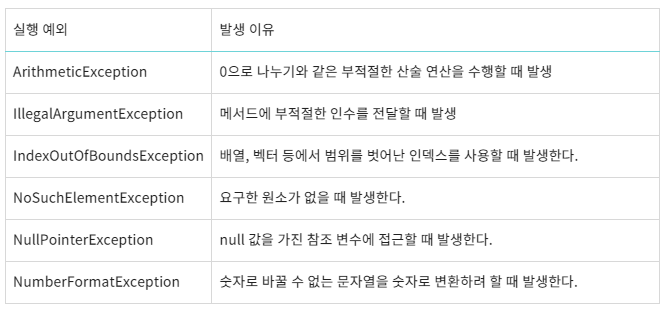 실행 예외 발생 이유
ArithmeticException 0으로 나누기와 같은 부적절한 산술 연산을 수행할 때 발생
IllegalArgumentException 메서드에 부적절한 인수를 전달할 때 발생
IndexOutOfBoundsException 배열, 벡터 등에서 범위를 벗어난 인덱스를 사용할 때 발생한다.
NoSuchElementException 요구한 원소가 없을 때 발생한다.
NullPointerException null 값을 가진 참조 변수에 접근할 때 발생한다.
NumberFormatException 숫자로 바꿀 수 없는 문자열을 숫자로 변환하려 할 때 발생한다.